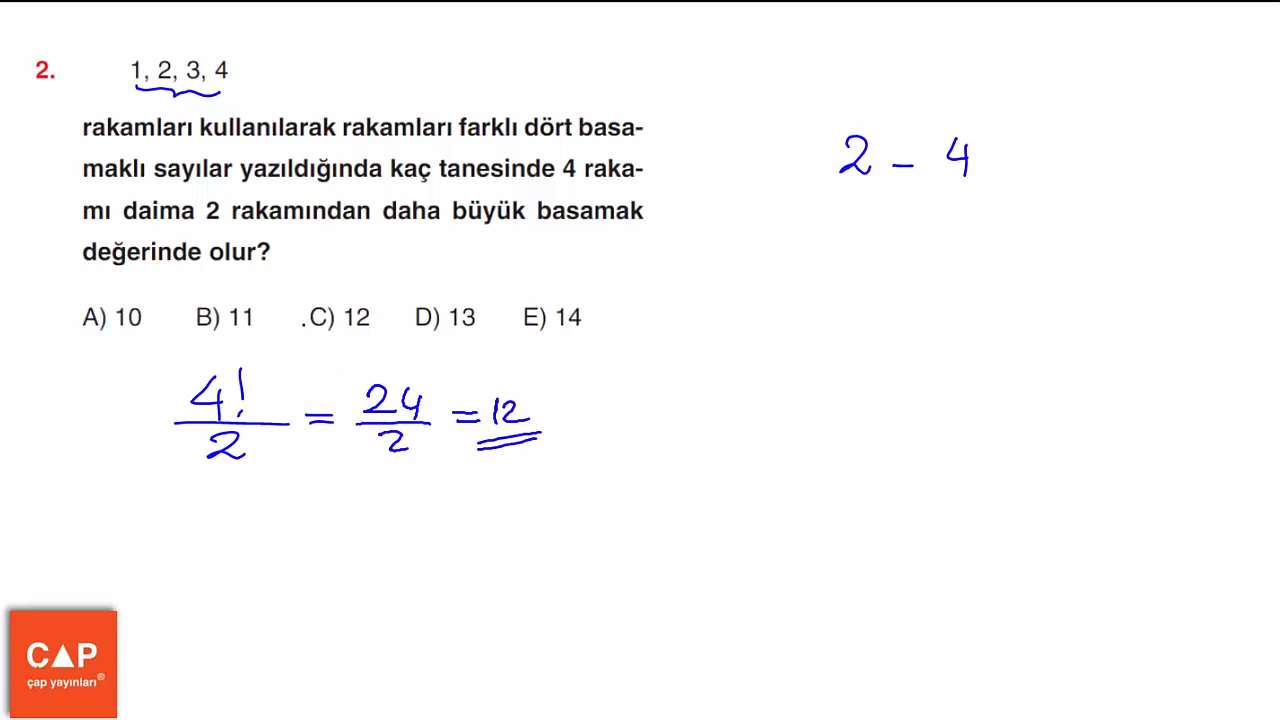 2. 1, 2, 3, 4
rakamları kullanılarak rakamları farklı dört basa-
maklı sayılar yazıldığında kaç tanesinde 4 raka-
mı daima 2 rakamından daha büyük basamak
değerinde olur?
A) 10 B) 11 .C) 12 D) 13 E) 14
4!/2 = 24/2 = 12
2 - 4
CAP
çap yayınları®